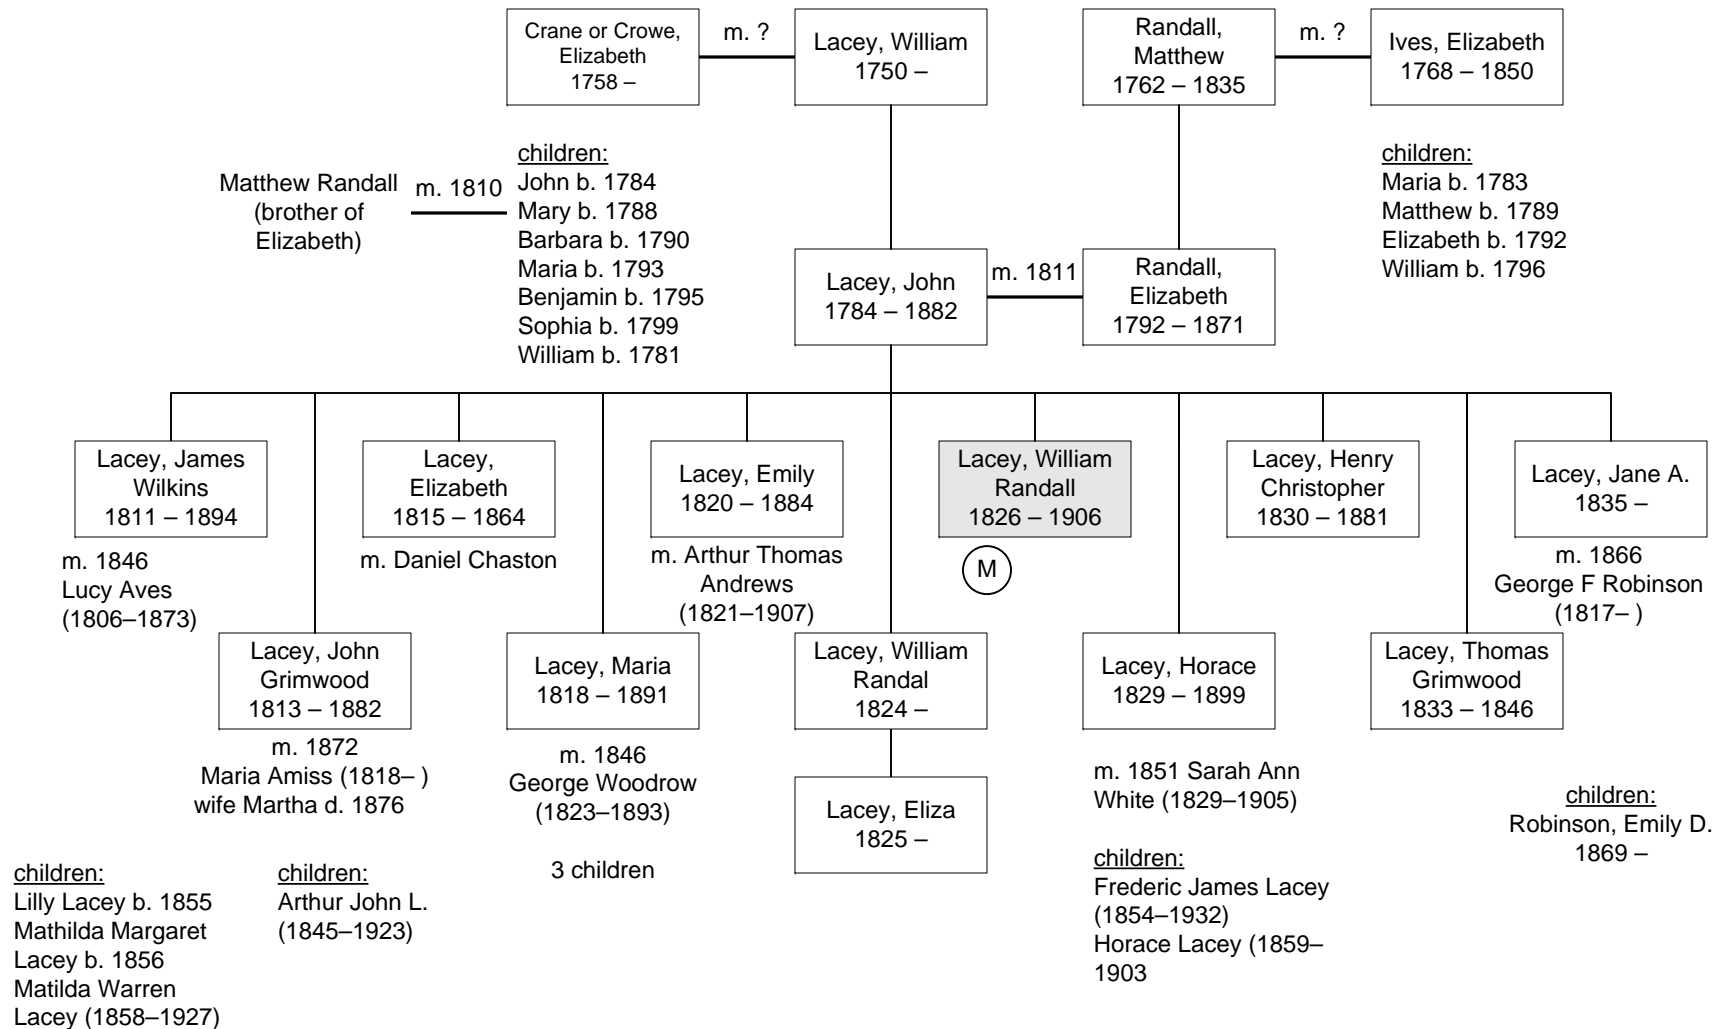 Crane or Crowe,
Elizabeth
1758 –
m. ?
Lacey, William
1750 –
Randall,
Matthew
1762 – 1835
m. ?
Ives, Elizabeth
1768 – 1850
Matthew Randall
(brother of
Elizabeth)
m. 1810
children:
John b. 1784
Mary b. 1788
Barbara b. 1790
Maria b. 1793
Benjamin b. 1795
Sophia b. 1799
William b. 1781
children:
Maria b. 1783
Matthew b. 1789
Elizabeth b. 1792
William b. 1796
Lacey, John
1784 – 1882
m. 1811
Randall,
Elizabeth
1792 – 1871
Lacey, James
Wilkins
1811 – 1894
m. 1846
Lucy Aves
(1806–1873)
Lacey,
Elizabeth
1815 – 1864
m. Daniel Chaston
Lacey, Emily
1820 – 1884
m. Arthur Thomas
Andrews
(1821–1907)
Lacey, William
Randall
1826 – 1906
M
Lacey, Henry
Christopher
1830 – 1881
Lacey, Jane A.
1835 –
m. 1866
George F Robinson
(1817– )
Lacey, John
Grimwood
1813 – 1882
m. 1872
Maria Amiss (1818– )
wife Martha d. 1876
Lacey, Maria
1818 – 1891
m. 1846
George Woodrow
(1823–1893)
3 children
Lacey, William
Randal
1824 –
Lacey, Eliza
1825 –
Lacey, Horace
1829 – 1899
m. 1851 Sarah Ann
White (1829–1905)
Lacey, Thomas
Grimwood
1833 – 1846
children:
Robinson, Emily D.
1869 –
children:
Lilly Lacey b. 1855
Mathilda Margaret
Lacey b. 1856
Matilda Warren
Lacey (1858–1927)
children:
Arthur John L.
(1845–1923)
children:
Frederic James Lacey
(1854–1932)
Horace Lacey (1859–
1903